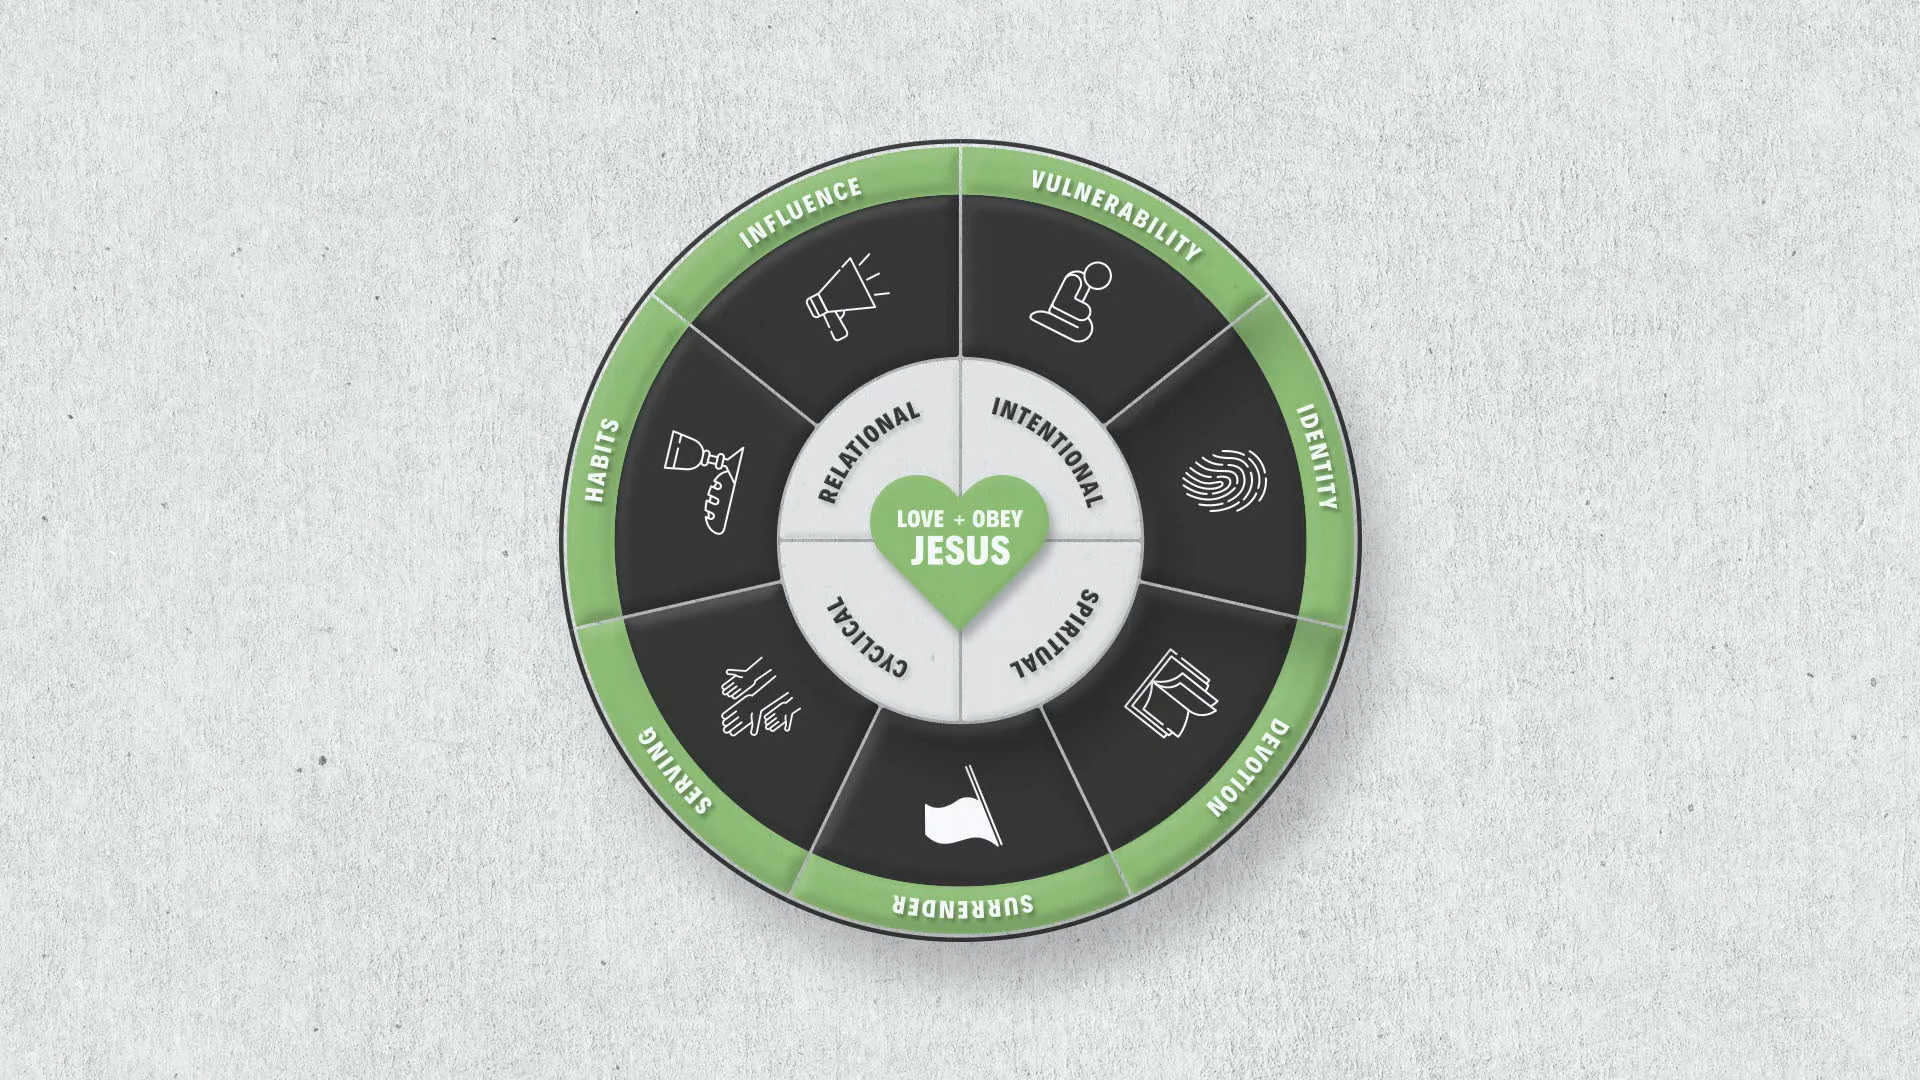 INFLUENCE
VULNERABILITY
IDENTITY
DEVOTION
SURRENDER
SERVING
HABITS
RELATIONAL
INTENTIONAL
SPIRITUAL
CYCLICAL
LOVE + OBEY
JESUS